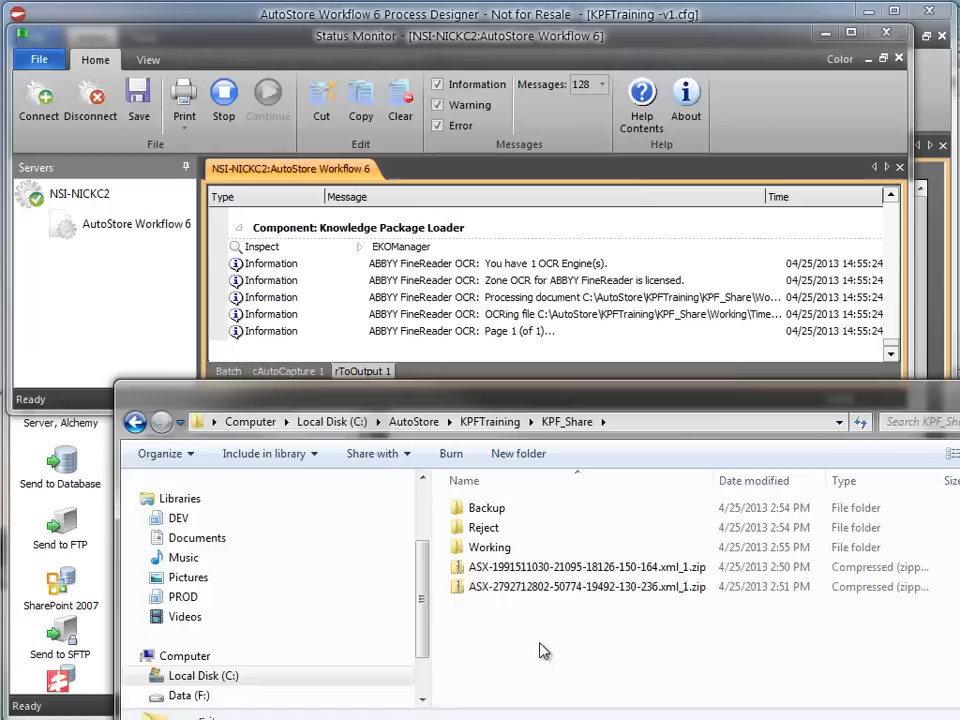 AutoStore Workflow 6 Process Designer - Not for Resale - [KPFTraining -v1.cfg]
Status Monitor - [NSI-NICKC2:AutoStore Workflow 6]
File Home View Color
Connect Disconnect Save Print Stop Continue Cut Copy Clear
Information Messages: 128
Warning
Error
Help Contents About
File Edit Messages Help
Servers
NSI-NICKC2:AutoStore Workflow 6
NSI-NICKC2
AutoStore Workflow 6
Type Message Time
Component: Knowledge Package Loader
Inspect EKOManager
Information ABBYY FineReader OCR: You have 1 OCR Engine(s). 04/25/2013 14:55:24
Information ABBYY FineReader OCR: Zone OCR for ABBYY FineReader is licensed. 04/25/2013 14:55:24
Information ABBYY FineReader OCR: Processing document C:\AutoStore\KPFTraining\KPF_Share\Wo... 04/25/2013 14:55:24
Information ABBYY FineReader OCR: OCRing file C:\AutoStore\KPFTraining\KPF_Share\Working\Time... 04/25/2013 14:55:24
Information ABBYY FineReader OCR: Page 1 (of 1)... 04/25/2013 14:55:24
Batch cAutoCapture 1 rToOutput 1
Ready
Server, Alchemy
Send to Database
Send to FTP
SharePoint 2007
Send to SFTP
Ready
Computer Local Disk (C:) AutoStore KPFTraining KPF_Share Search KPF_Sha
Organize Include in library Share with Burn New folder
Name Date modified Type Size
Libraries
DEV
Documents
Music
Pictures
PROD
Videos
Computer
Local Disk (C:)
Data (F:)
Backup 4/25/2013 2:54 PM File folder
Reject 4/25/2013 2:54 PM File folder
Working 4/25/2013 2:55 PM File folder
ASX-1991511030-21095-18126-150-164.xml_1.zip 4/25/2013 2:50 PM Compressed (zipp...
ASX-2792712802-50774-19492-130-236.xml_1.zip 4/25/2013 2:51 PM Compressed (zipp...